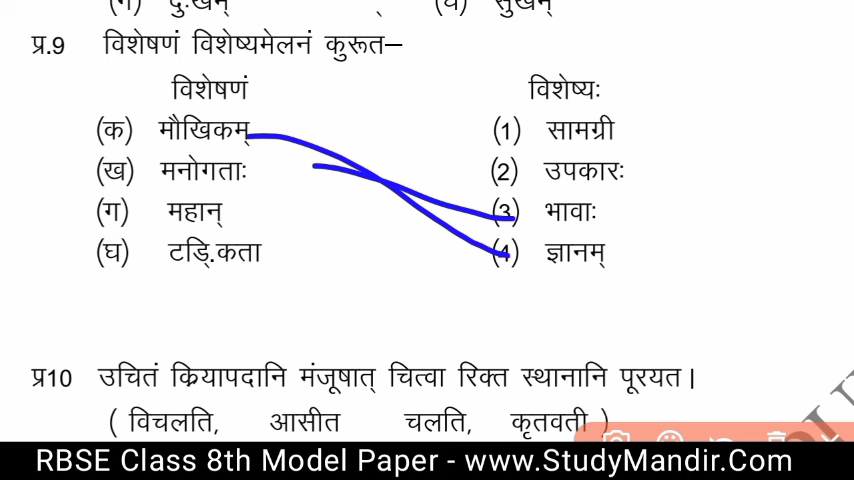 (ग) दुःखम् (घ) सुखम्
प्र.9 विशेषणं विशेष्यमेलनं कुरूत–
विशेषणं विशेष्यः
(क) मौखिकम् (1) सामग्री
(ख) मनोगताः (2) उपकारः
(ग) महान् (3) भावाः
(घ) टड्.िकता (4) ज्ञानम्
प्र10 उचितं क्रियापदानि मंजूषात् चित्वा रिक्त स्थानानि पूरयत।
( विचलति, आसीत चलति, कृतवती )
RBSE Class 8th Model Paper - www.StudyMandir.Com